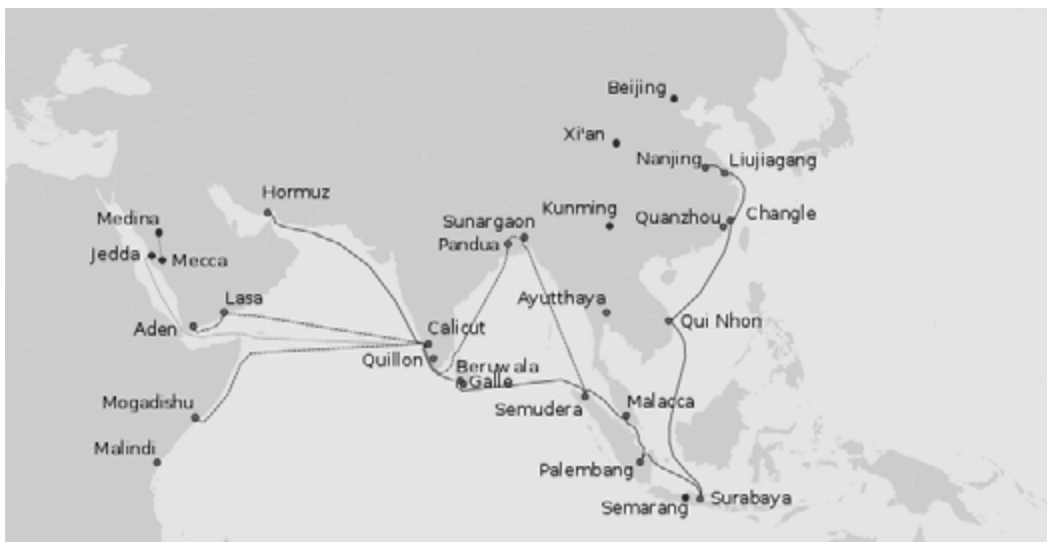 Beijing
Xi'an
Nanjing
Liujiagang
Hormuz
Kunming
Medina
Sunargaon
Quanzhou
Changle
Pandua
Jedda
Mecca
Lasa
Ayutthaya
Aden
Calicut
Qui Nhon
Quillon
Beruwala
Galle
Mogadishu
Semudera
Malacca
Malindi
Palembang
Semarang
Surabaya